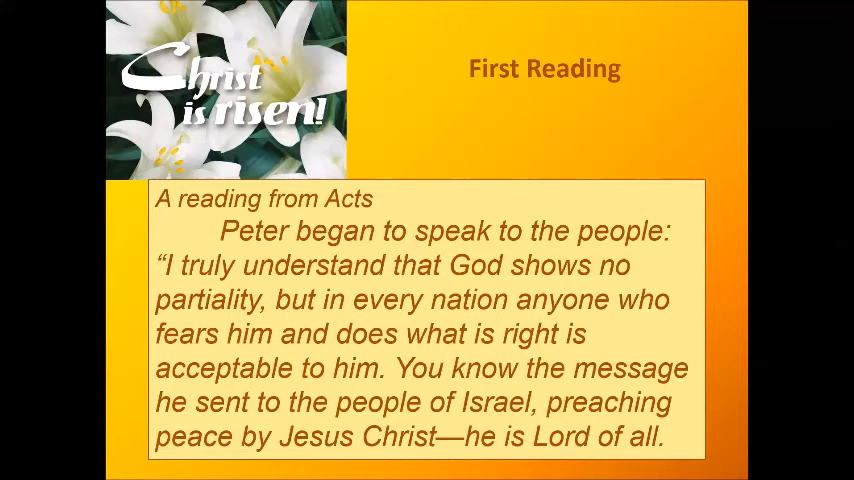 Christ
is risen!
First Reading
A reading from Acts
Peter began to speak to the people:
“I truly understand that God shows no
partiality, but in every nation anyone who
fears him and does what is right is
acceptable to him. You know the message
he sent to the people of Israel, preaching
peace by Jesus Christ—he is Lord of all.